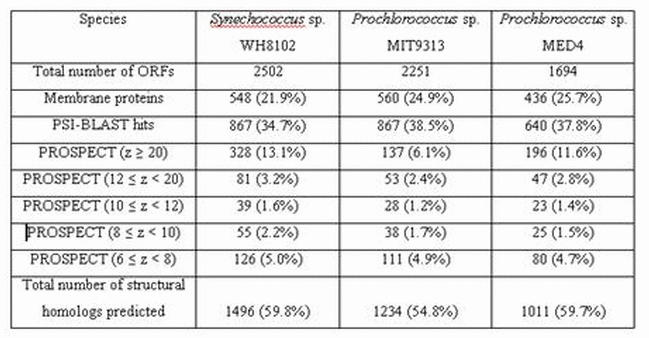 Species Synechococcus sp. Prochlorococcus sp. Prochlorococcus sp.
WH8102 MIT9313 MED4
Total number of ORFs 2502 2251 1694
Membrane proteins 548 (21.9%) 560 (24.9%) 436 (25.7%)
PSI-BLAST hits 867 (34.7%) 867 (38.5%) 640 (37.8%)
PROSPECT (z ≥ 20) 328 (13.1%) 137 (6.1%) 196 (11.6%)
PROSPECT (12 ≤ z < 20) 81 (3.2%) 53 (2.4%) 47 (2.8%)
PROSPECT (10 ≤ z < 12) 39 (1.6%) 28 (1.2%) 23 (1.4%)
PROSPECT (8 ≤ z < 10) 55 (2.2%) 38 (1.7%) 25 (1.5%)
PROSPECT (6 ≤ z < 8) 126 (5.0%) 111 (4.9%) 80 (4.7%)
Total number of structural
homologs predicted 1496 (59.8%) 1234 (54.8%) 1011 (59.7%)